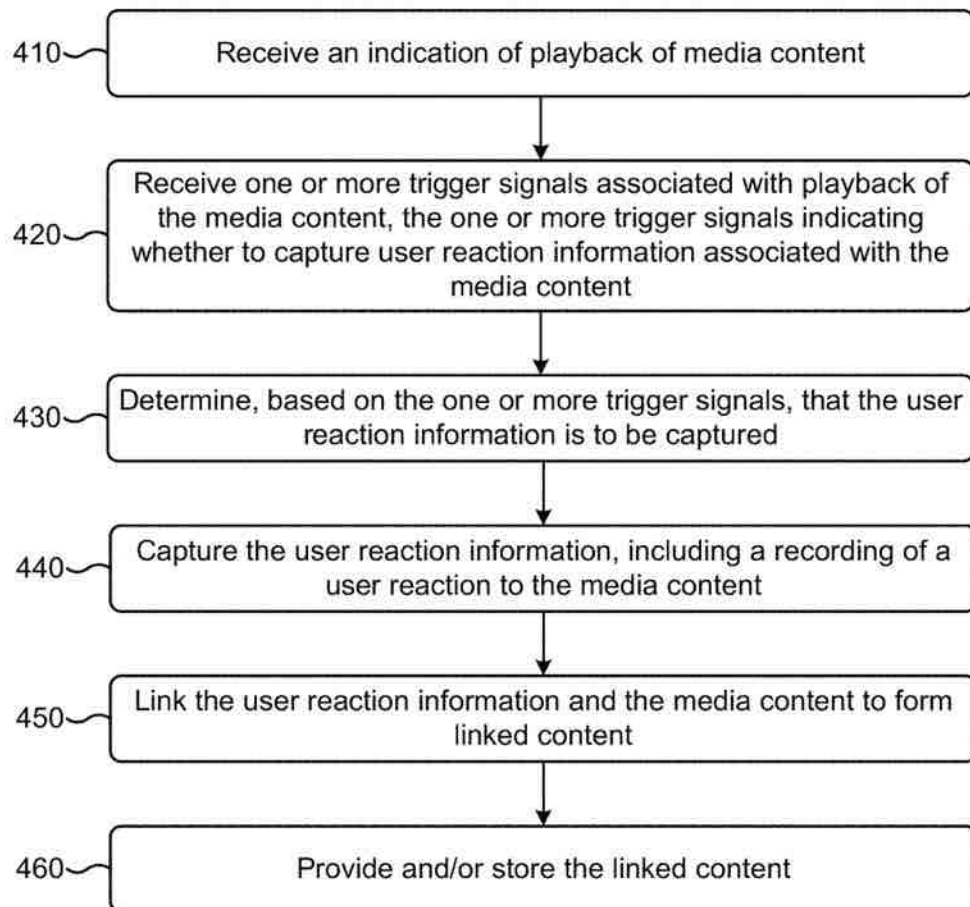 410
Receive an indication of playback of media content
420
Receive one or more trigger signals associated with playback of
the media content, the one or more trigger signals indicating
whether to capture user reaction information associated with the
media content
430
Determine, based on the one or more trigger signals, that the user
reaction information is to be captured
440
Capture the user reaction information, including a recording of a
user reaction to the media content
450
Link the user reaction information and the media content to form
linked content
460
Provide and/or store the linked content